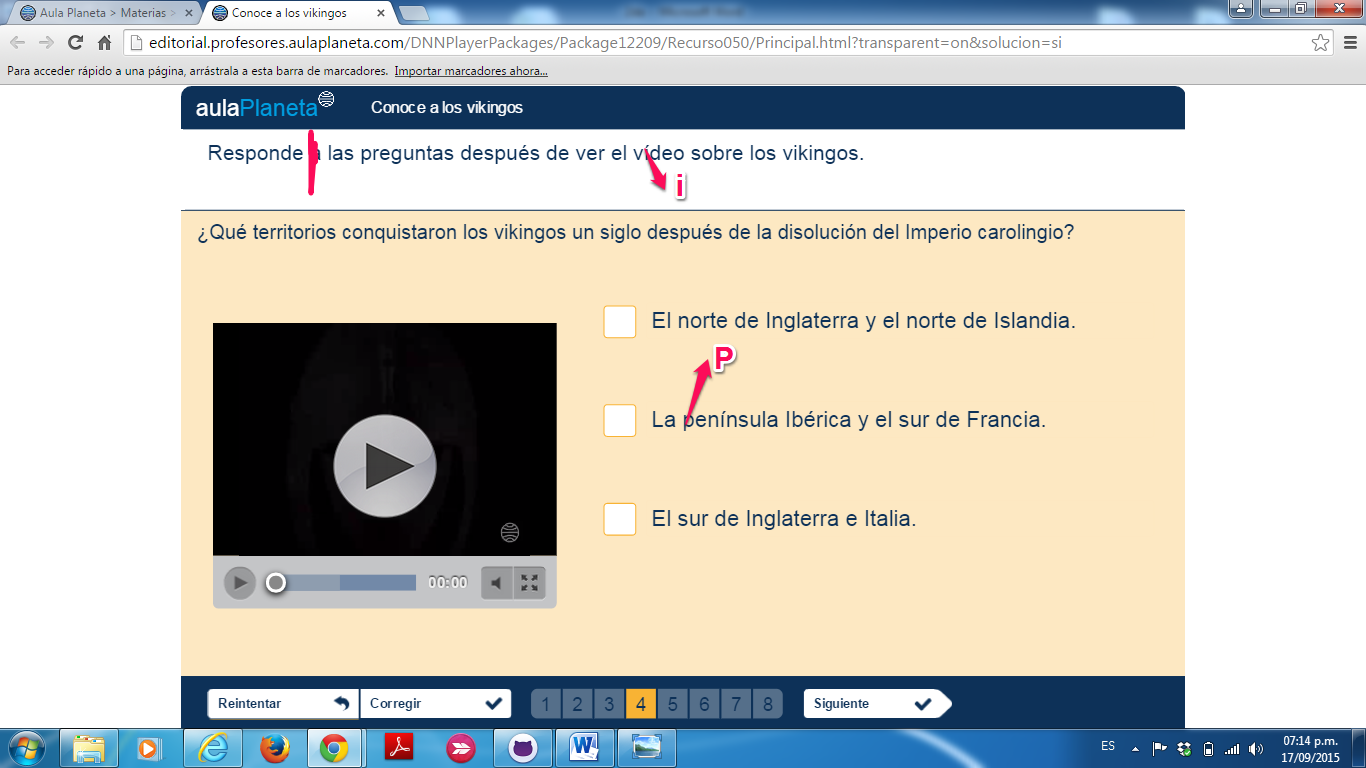 Aula Planeta > Materias >
Conoce a los vikingos
editorial.profesores.aulaplaneta.com/DNNPlayerPackages/Package12209/Recurso050/Principal.html?transparent=on&solucion=si
Para acceder rápido a una página, arrástrala a esta barra de marcadores. Importar marcadores ahora...
aulaPlaneta Conoce a los vikingos
Responde a las preguntas después de ver el vídeo sobre los vikingos.
i
¿Qué territorios conquistaron los vikingos un siglo después de la disolución del Imperio carolingio?
El norte de Inglaterra y el norte de Islandia.
P
La península Ibérica y el sur de Francia.
El sur de Inglaterra e Italia.
00:00
Reintentar Corregir 1 2 3 4 5 6 7 8 Siguiente
ES 07:14 p.m.
17/09/2015